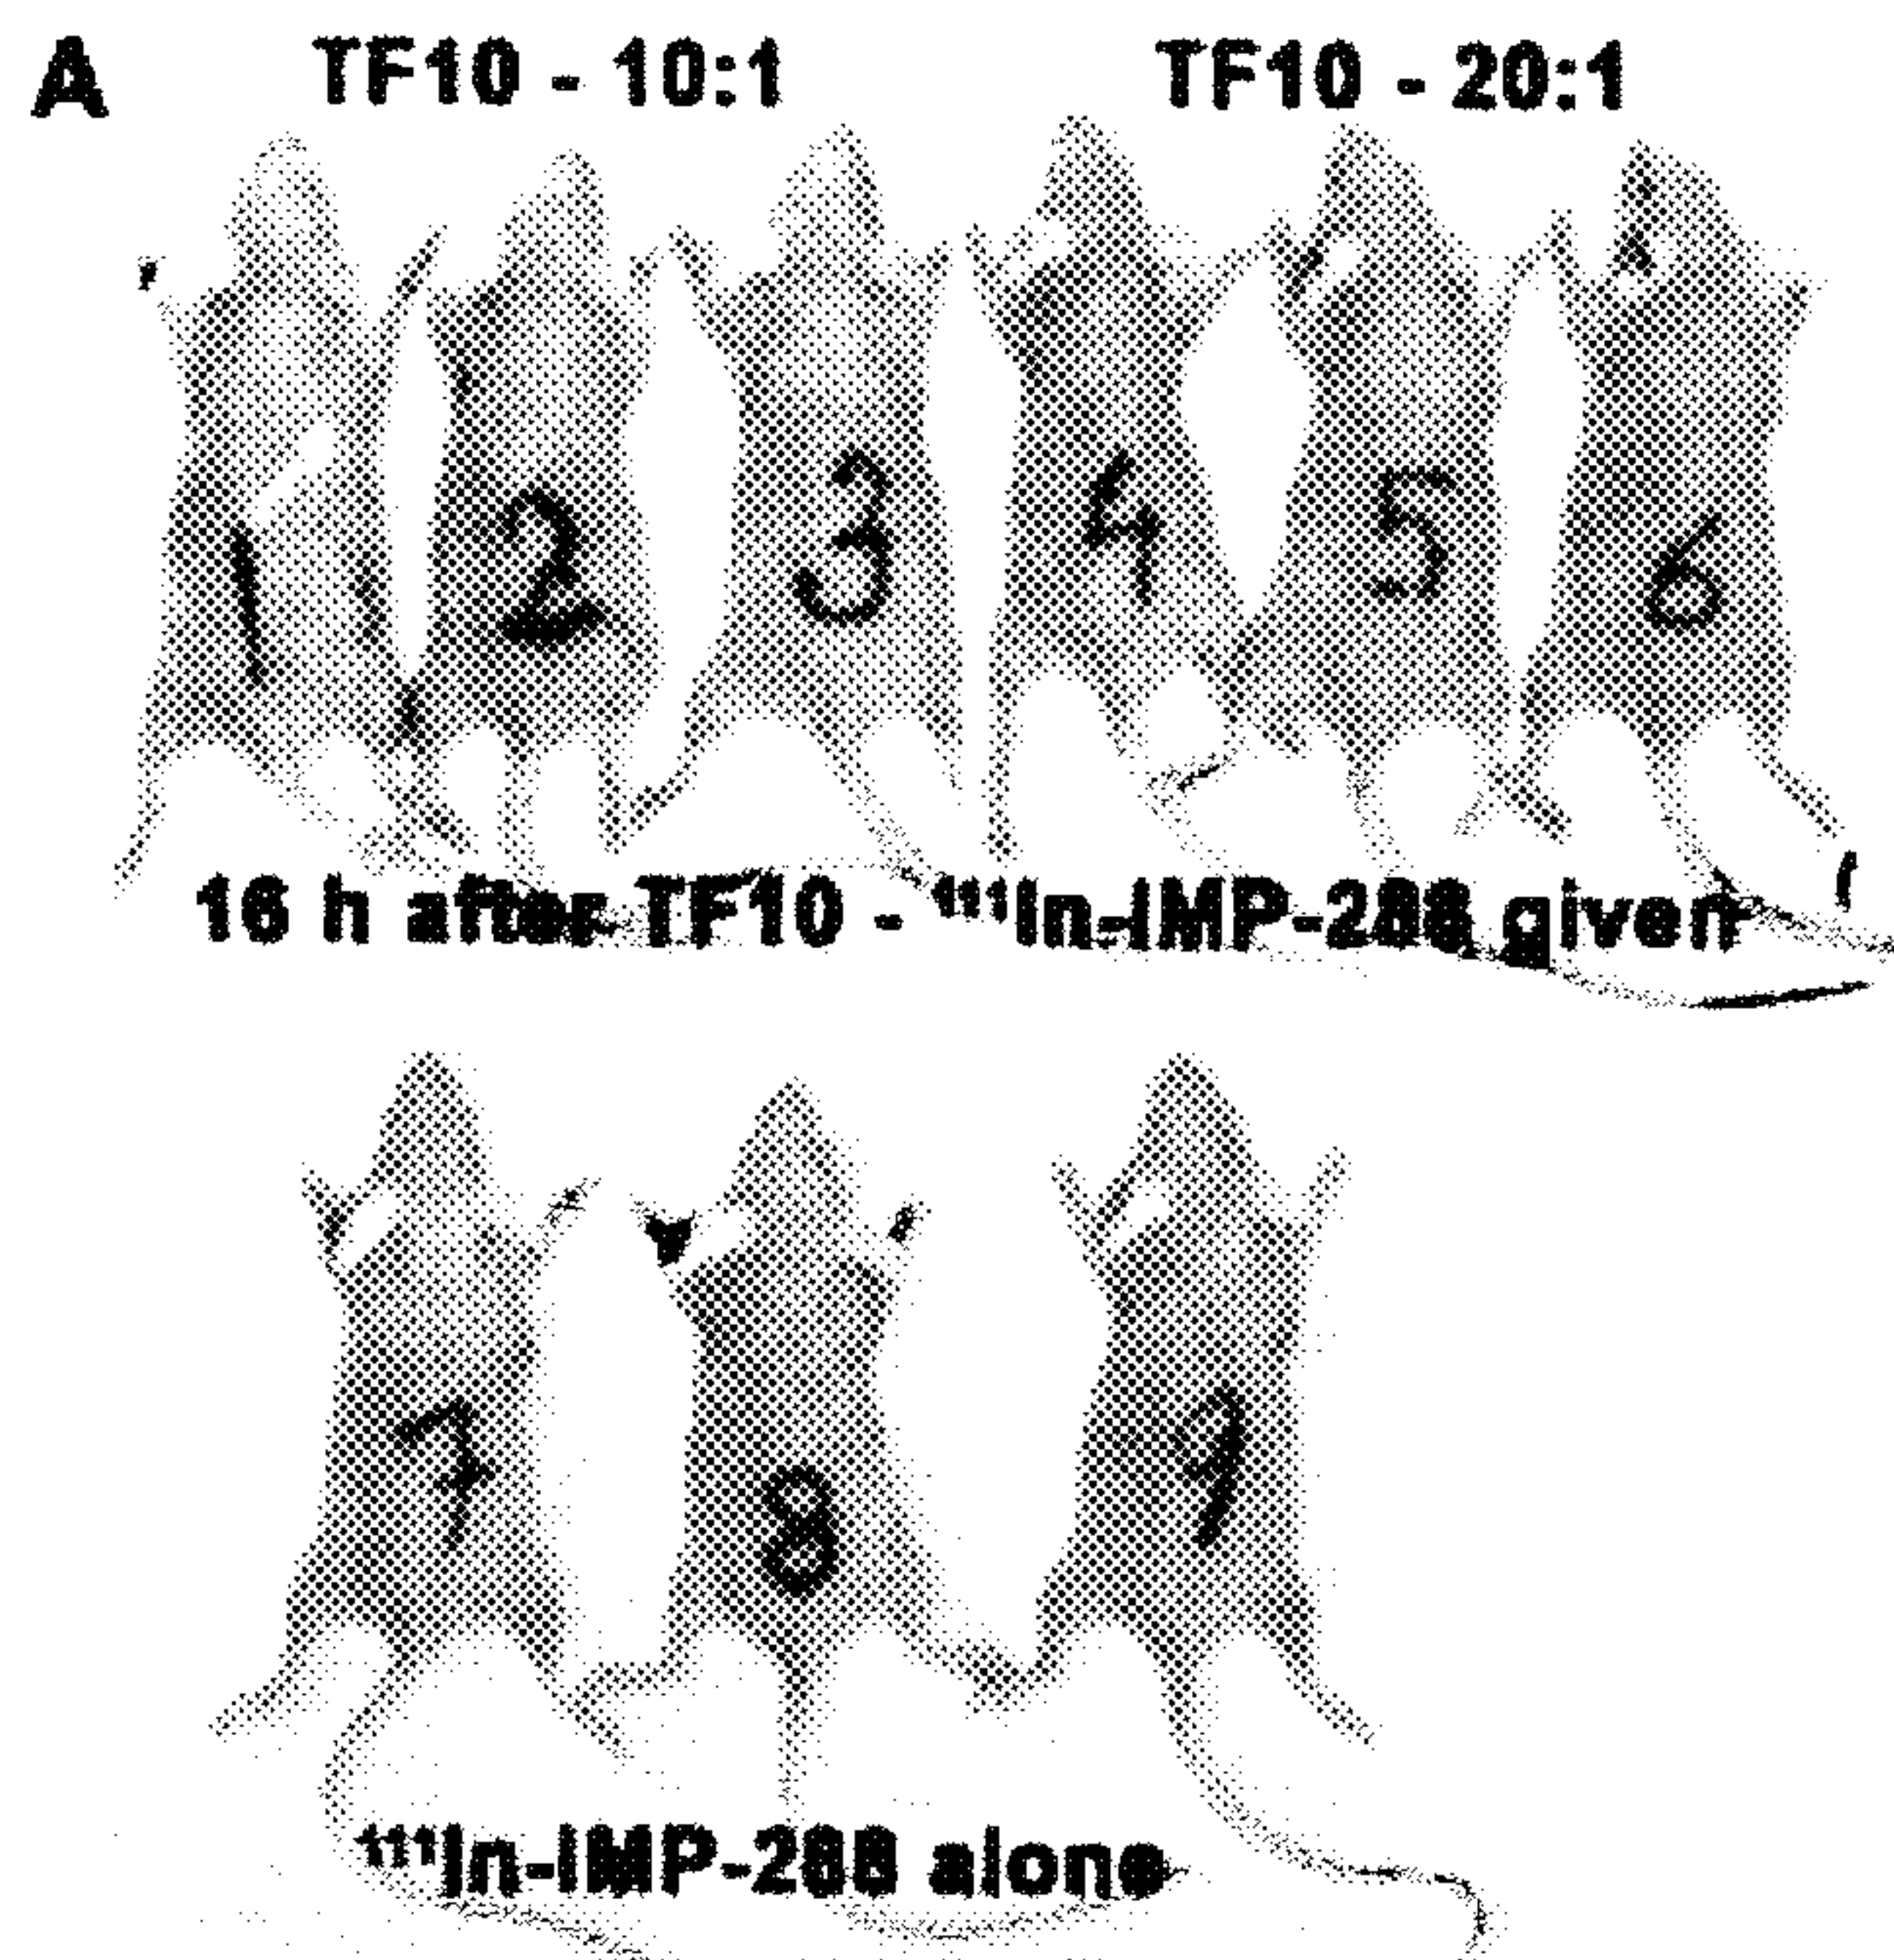 A TF10 - 10:1 TF10 - 20:1
1 2 3 4 5 6
16 h after TF10 - ¹¹¹In-IMP-288 given
7 8 9
¹¹¹In-IMP-288 alone